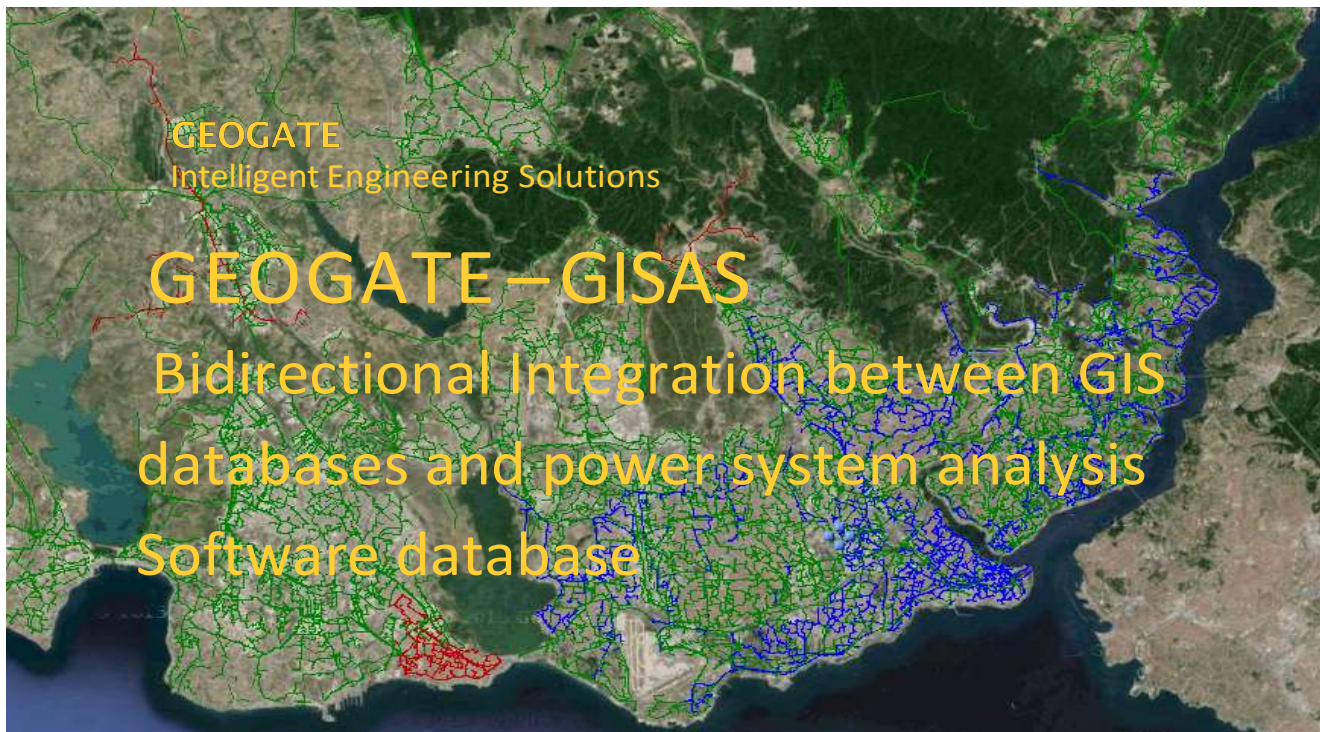 GEOGATE
Intelligent Engineering Solutions
GEOGATE – GISAS
Bidirectional Integration between GIS
databases and power system analysis
Software database